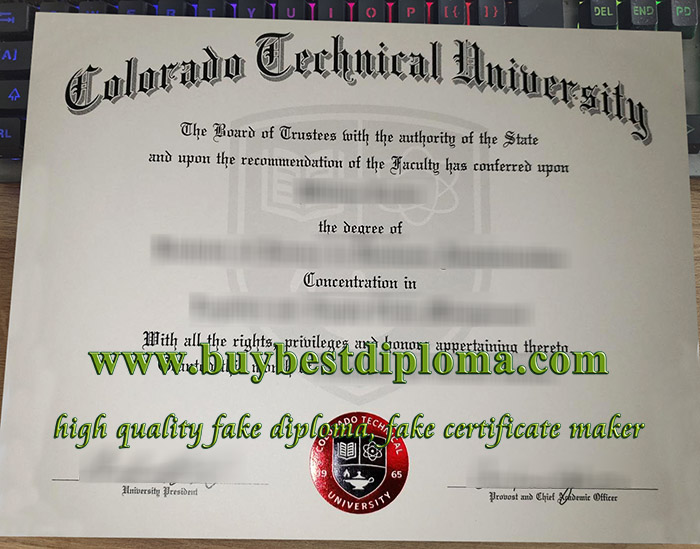 Q W E R T Y U I O P [{ ]}
DEL END PD
Colorado Technical University
The Board of Trustees with the authority of the State
and upon the recommendation of the Faculty has conferred upon
the degree of
Concentration in
With all the rights, privileges and honor appertaining thereto
www.buybestdiploma.com
high quality fake diploma, fake certificate maker
COLORADO TECHNICAL
1965
UNIVERSITY
University President
Provost and Chief Academic Officer